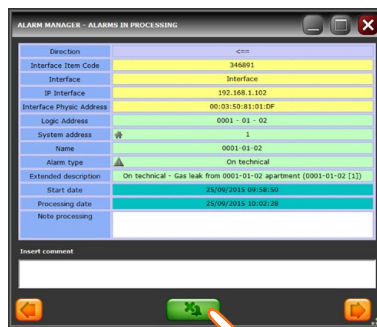 ALARM MANAGER - ALARMS IN PROCESSING
Direction <==
Interface Item Code 346891
Interface Interface
IP Interface 192.168.1.102
Interface Physic Address 00:03:50:81:01:DF
Logic Address 0001 - 01 - 02
System address 1
Name 0001-01-02
Alarm type On technical
Extended description On technical - Gas leak from 0001-01-02 apartment (0001-01-02 [1])
Start date 25/09/2015 09:58:50
Processing date 25/09/2015 10:02:28
Note processing
Insert comment